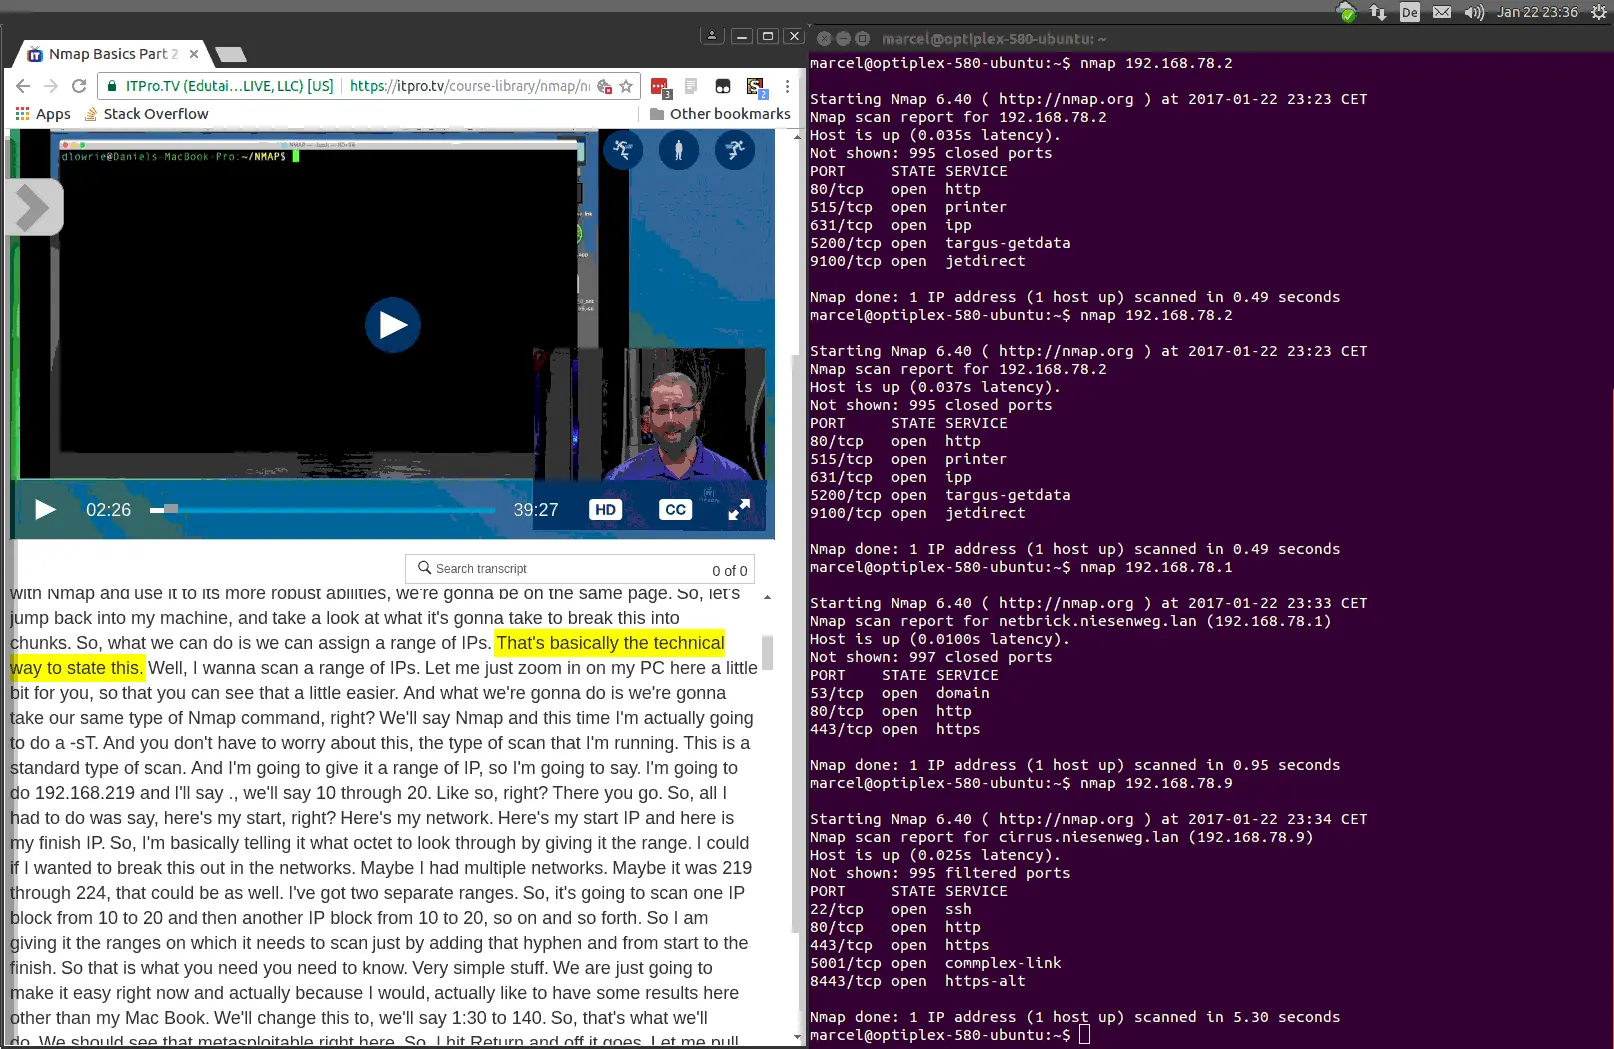 De
Jan 22 23:36
Nmap Basics Part 2
ITPro.TV (Edutai…LIVE, LLC) [US]
https://itpro.tv/course-library/nmap/n
3
2
Apps
Stack Overflow
Other bookmarks
dlowrie@Daniels-MacBook-Pro:~/NMAP$
02:26
39:27
HD
CC
Search transcript
0 of 0
with Nmap and use it to its more robust abilities, we're gonna be on the same page. So, let's
jump back into my machine, and take a look at what it's gonna take to break this into
chunks. So, what we can do is we can assign a range of IPs. That's basically the technical
way to state this. Well, I wanna scan a range of IPs. Let me just zoom in on my PC here a little
bit for you, so that you can see that a little easier. And what we're gonna do is we're gonna
take our same type of Nmap command, right? We'll say Nmap and this time I'm actually going
to do a -sT. And you don't have to worry about this, the type of scan that I'm running. This is a
standard type of scan. And I'm going to give it a range of IP, so I'm going to say. I'm going to
do 192.168.219 and I'll say ., we'll say 10 through 20. Like so, right? There you go. So, all I
had to do was say, here's my start, right? Here's my network. Here's my start IP and here is
my finish IP. So, I'm basically telling it what octet to look through by giving it the range. I could
if I wanted to break this out in the networks. Maybe I had multiple networks. Maybe it was 219
through 224, that could be as well. I've got two separate ranges. So, it's going to scan one IP
block from 10 to 20 and then another IP block from 10 to 20, so on and so forth. So I am
giving it the ranges on which it needs to scan just by adding that hyphen and from start to the
finish. So that is what you need you need to know. Very simple stuff. We are just going to
make it easy right now and actually because I would, actually like to have some results here
other than my Mac Book. We'll change this to, we'll say 1:30 to 140. So, that's what we'll
do. We should see that metasploitable right here. So, I hit Return and off it goes. Let me pull
marcel@optiplex-580-ubuntu: ~
marcel@optiplex-580-ubuntu:~$ nmap 192.168.78.2
Starting Nmap 6.40 ( http://nmap.org ) at 2017-01-22 23:23 CET
Nmap scan report for 192.168.78.2
Host is up (0.035s latency).
Not shown: 995 closed ports
PORT     STATE SERVICE
80/tcp   open  http
515/tcp  open  printer
631/tcp  open  ipp
5200/tcp open  targus-getdata
9100/tcp open  jetdirect
Nmap done: 1 IP address (1 host up) scanned in 0.49 seconds
marcel@optiplex-580-ubuntu:~$ nmap 192.168.78.2
Starting Nmap 6.40 ( http://nmap.org ) at 2017-01-22 23:23 CET
Nmap scan report for 192.168.78.2
Host is up (0.037s latency).
Not shown: 995 closed ports
PORT     STATE SERVICE
80/tcp   open  http
515/tcp  open  printer
631/tcp  open  ipp
5200/tcp open  targus-getdata
9100/tcp open  jetdirect
Nmap done: 1 IP address (1 host up) scanned in 0.49 seconds
marcel@optiplex-580-ubuntu:~$ nmap 192.168.78.1
Starting Nmap 6.40 ( http://nmap.org ) at 2017-01-22 23:33 CET
Nmap scan report for netbrick.niesenweg.lan (192.168.78.1)
Host is up (0.0100s latency).
Not shown: 997 closed ports
PORT    STATE SERVICE
53/tcp  open  domain
80/tcp  open  http
443/tcp open  https
Nmap done: 1 IP address (1 host up) scanned in 0.95 seconds
marcel@optiplex-580-ubuntu:~$ nmap 192.168.78.9
Starting Nmap 6.40 ( http://nmap.org ) at 2017-01-22 23:34 CET
Nmap scan report for cirrus.niesenweg.lan (192.168.78.9)
Host is up (0.025s latency).
Not shown: 995 filtered ports
PORT     STATE SERVICE
22/tcp   open  ssh
80/tcp   open  http
443/tcp  open  https
5001/tcp open  commplex-link
8443/tcp open  https-alt
Nmap done: 1 IP address (1 host up) scanned in 5.30 seconds
marcel@optiplex-580-ubuntu:~$